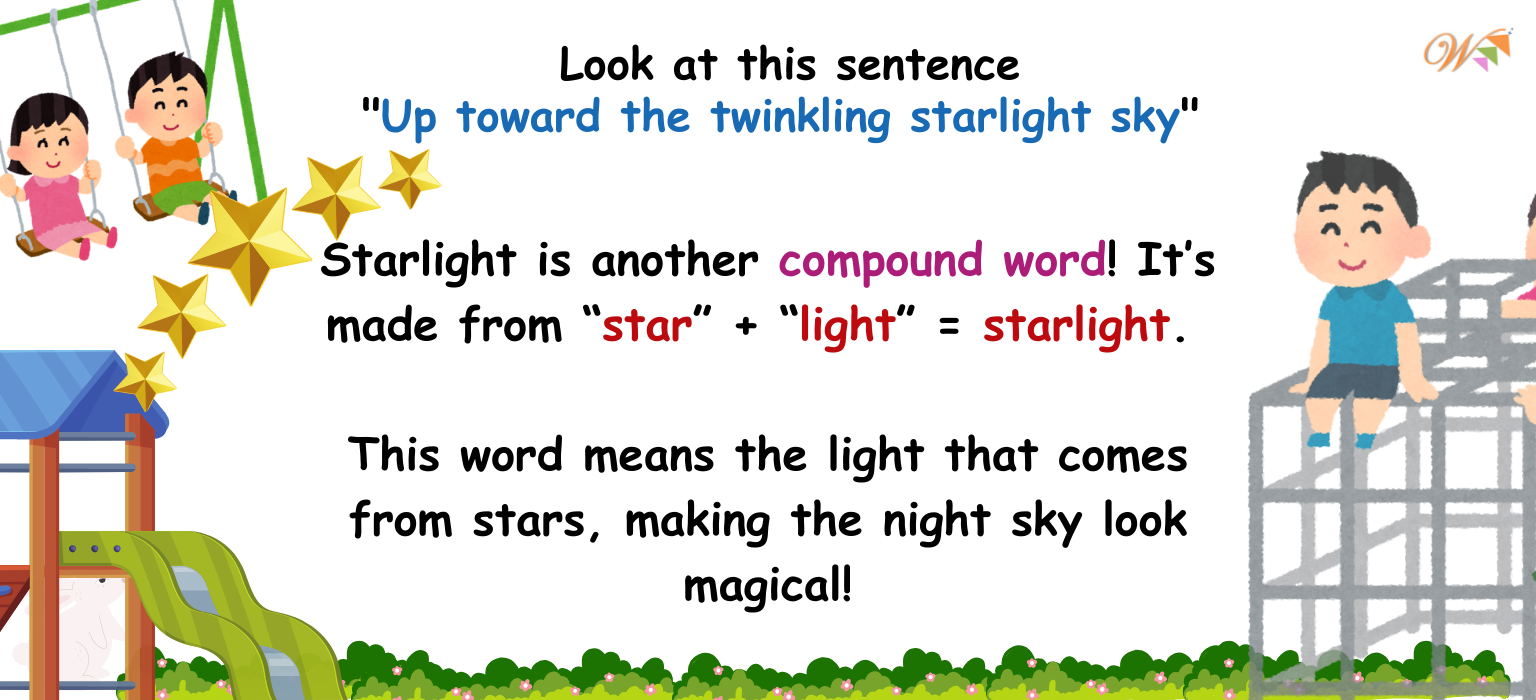 Look at this sentence
"Up toward the twinkling starlight sky"
W
Starlight is another compound word! It’s
made from “star” + “light” = starlight.
This word means the light that comes
from stars, making the night sky look
magical!